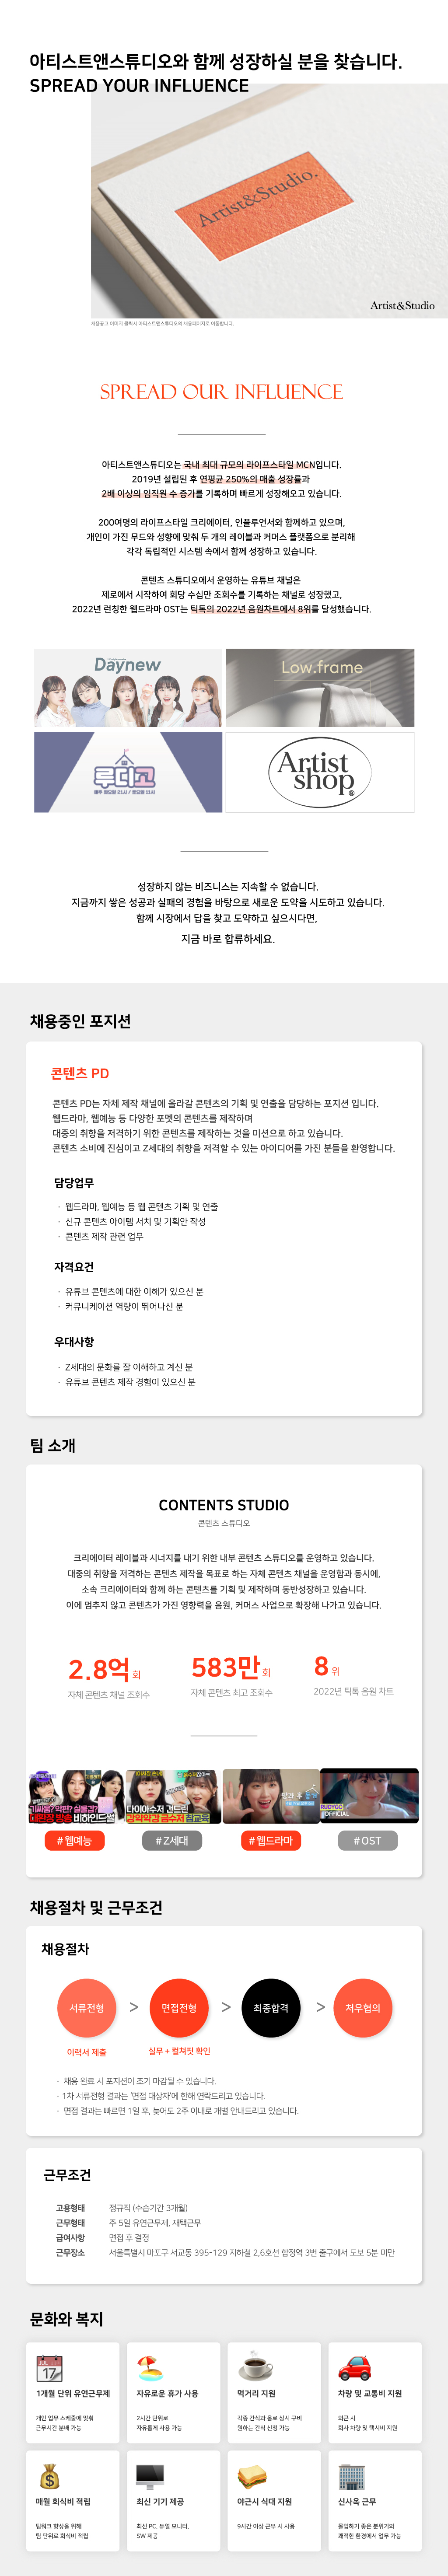 아티스트앤스튜디오와 함께 성장하실 분을 찾습니다.
SPREAD YOUR INFLUENCE
Artist&Studio.
Artist&Studio
채용공고 이미지 클릭시 아티스트앤스튜디오의 채용페이지로 이동합니다.
SPREAD OUR INFLUENCE
아티스트앤스튜디오는 국내 최대 규모의 라이프스타일 MCN입니다.
2019년 설립된 후 연평균 250%의 매출 성장률과
2배 이상의 임직원 수 증가를 기록하며 빠르게 성장해오고 있습니다.
200여명의 라이프스타일 크리에이터, 인플루언서와 함께하고 있으며,
개인이 가진 무드와 성향에 맞춰 두 개의 레이블과 커머스 플랫폼으로 분리해
각각 독립적인 시스템 속에서 함께 성장하고 있습니다.
콘텐츠 스튜디오에서 운영하는 유튜브 채널은
제로에서 시작하여 회당 수십만 조회수를 기록하는 채널로 성장했고,
2022년 런칭한 웹드라마 OST는 틱톡의 2022년 음원차트에서 8위를 달성했습니다.
Daynew
Low.frame
루디고
매주 화요일 21시 / 토요일 11시
Artist
shop®
성장하지 않는 비즈니스는 지속할 수 없습니다.
지금까지 쌓은 성공과 실패의 경험을 바탕으로 새로운 도약을 시도하고 있습니다.
함께 시장에서 답을 찾고 도약하고 싶으시다면,
지금 바로 합류하세요.
채용중인 포지션
콘텐츠 PD
콘텐츠 PD는 자체 제작 채널에 올라갈 콘텐츠의 기획 및 연출을 담당하는 포지션 입니다.
웹드라마, 웹예능 등 다양한 포멧의 콘텐츠를 제작하며
대중의 취향을 저격하기 위한 콘텐츠를 제작하는 것을 미션으로 하고 있습니다.
콘텐츠 소비에 진심이고 Z세대의 취향을 저격할 수 있는 아이디어를 가진 분들을 환영합니다.
담당업무
· 웹드라마, 웹예능 등 웹 콘텐츠 기획 및 연출
· 신규 콘텐츠 아이템 서치 및 기획안 작성
· 콘텐츠 제작 관련 업무
자격요건
· 유튜브 콘텐츠에 대한 이해가 있으신 분
· 커뮤니케이션 역량이 뛰어나신 분
우대사항
· Z세대의 문화를 잘 이해하고 계신 분
· 유튜브 콘텐츠 제작 경험이 있으신 분
팀 소개
CONTENTS STUDIO
콘텐츠 스튜디오
크리에이터 레이블과 시너지를 내기 위한 내부 콘텐츠 스튜디오를 운영하고 있습니다.
대중의 취향을 저격하는 콘텐츠 제작을 목표로 하는 자체 콘텐츠 채널을 운영함과 동시에,
소속 크리에이터와 함께 하는 콘텐츠를 기획 및 제작하며 동반성장하고 있습니다.
이에 멈추지 않고 콘텐츠가 가진 영향력을 음원, 커머스 사업으로 확장해 나가고 있습니다.
2.8억 회
583만 회
8 위
자체 콘텐츠 채널 조회수
자체 콘텐츠 최고 조회수
2022년 틱톡 음원 차트
비하인드썰
다이아수저 건드린
#웹예능
#Z세대
#웹드라마
#OST
채용절차 및 근무조건
채용절차
서류전형 > 면접전형 > 최종합격 > 처우협의
이력서 제출
실무 + 컬쳐핏 확인
· 채용 완료 시 포지션이 조기 마감될 수 있습니다.
· 1차 서류전형 결과는 '면접 대상자'에 한해 연락드리고 있습니다.
· 면접 결과는 빠르면 1일 후, 늦어도 2주 이내로 개별 안내드리고 있습니다.
근무조건
고용형태 정규직 (수습기간 3개월)
근무형태 주 5일 유연근무제, 재택근무
급여사항 면접 후 결정
근무장소 서울특별시 마포구 서교동 395-129 지하철 2,6호선 합정역 3번 출구에서 도보 5분 미만
문화와 복지
17
1개월 단위 유연근무제
개인 업무 스케줄에 맞춰
근무시간 분배 가능
자유로운 휴가 사용
2시간 단위로
자유롭게 사용 가능
먹거리 지원
각종 간식과 음료 상시 구비
원하는 간식 신청 가능
차량 및 교통비 지원
외근 시
회사 차량 및 택시비 지원
매월 회식비 적립
팀워크 향상을 위해
팀 단위로 회식비 적립
최신 기기 제공
최신 PC, 듀얼 모니터,
SW 제공
야근시 식대 지원
9시간 이상 근무 시 사용
신사옥 근무
몰입하기 좋은 분위기와
쾌적한 환경에서 업무 가능